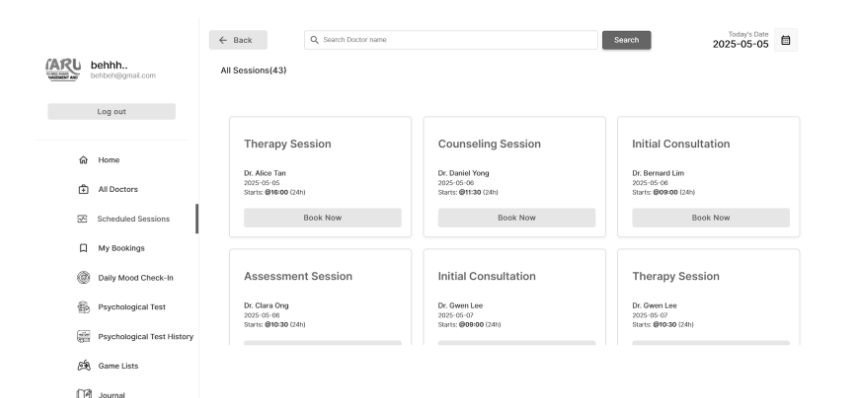 ARU
behhh..
behbeh@gmail.com
Log out
Home
All Doctors
Scheduled Sessions
My Bookings
Daily Mood Check-In
Psychological Test
Psychological Test History
Game Lists
Journal
← Back
Search Doctor name
Search
Today's Date
2025-05-05
All Sessions(43)
Therapy Session
Dr. Alice Tan
2025-05-05
Starts: @16:00 (24h)
Book Now
Counseling Session
Dr. Daniel Yong
2025-05-06
Starts: @11:30 (24h)
Book Now
Initial Consultation
Dr. Bernard Lim
2025-05-06
Starts: @09:00 (24h)
Book Now
Assessment Session
Dr. Clara Ong
2025-05-06
Starts: @10:30 (24h)
Initial Consultation
Dr. Gwen Lee
2025-05-07
Starts: @09:00 (24h)
Therapy Session
Dr. Gwen Lee
2025-05-07
Starts: @10:30 (24h)